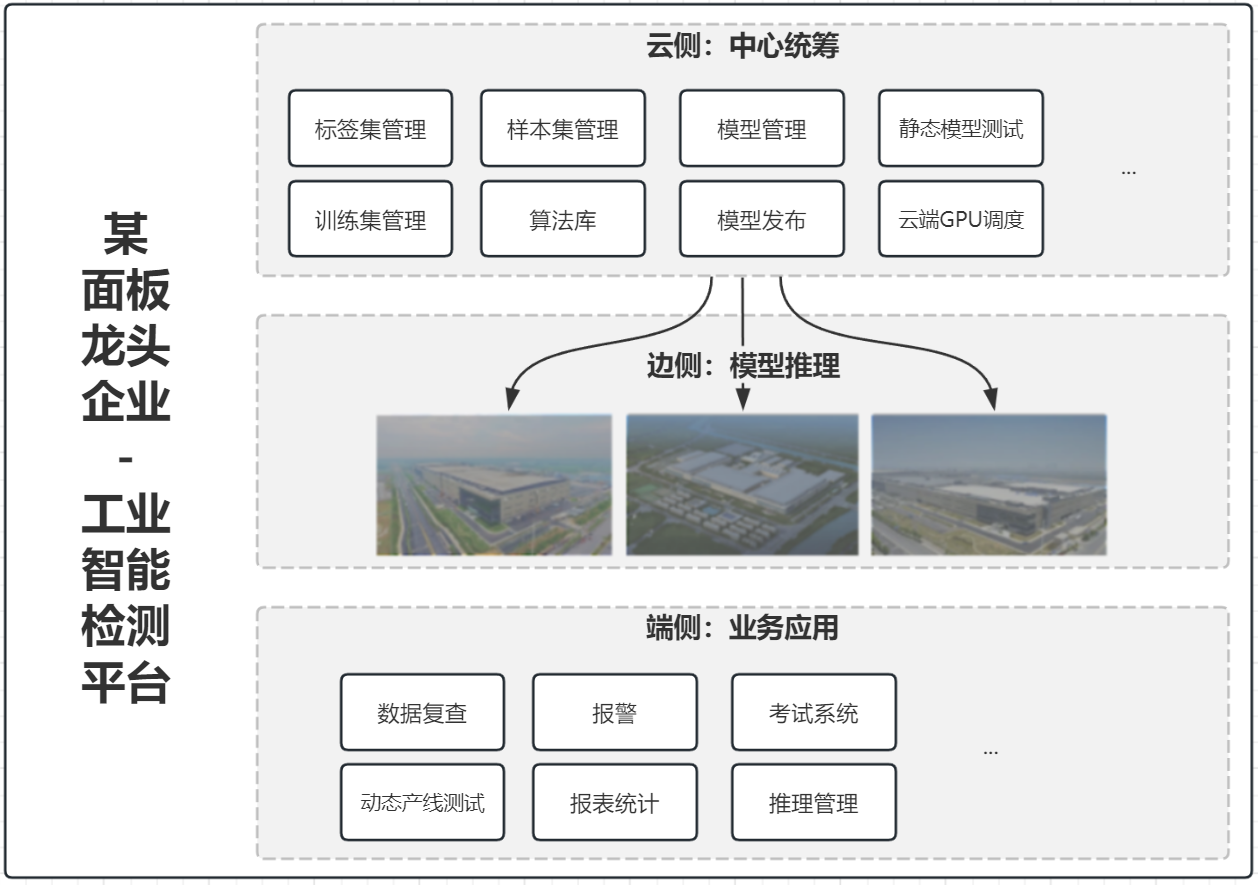 某
面板
龙头
企业
-
工业
智能
检测
平台
云侧：中心统筹
标签集管理
样本集管理
模型管理
静态模型测试
...
训练集管理
算法库
模型发布
云端GPU调度
边侧：模型推理
端侧：业务应用
数据复查
报警
考试系统
...
动态产线测试
报表统计
推理管理